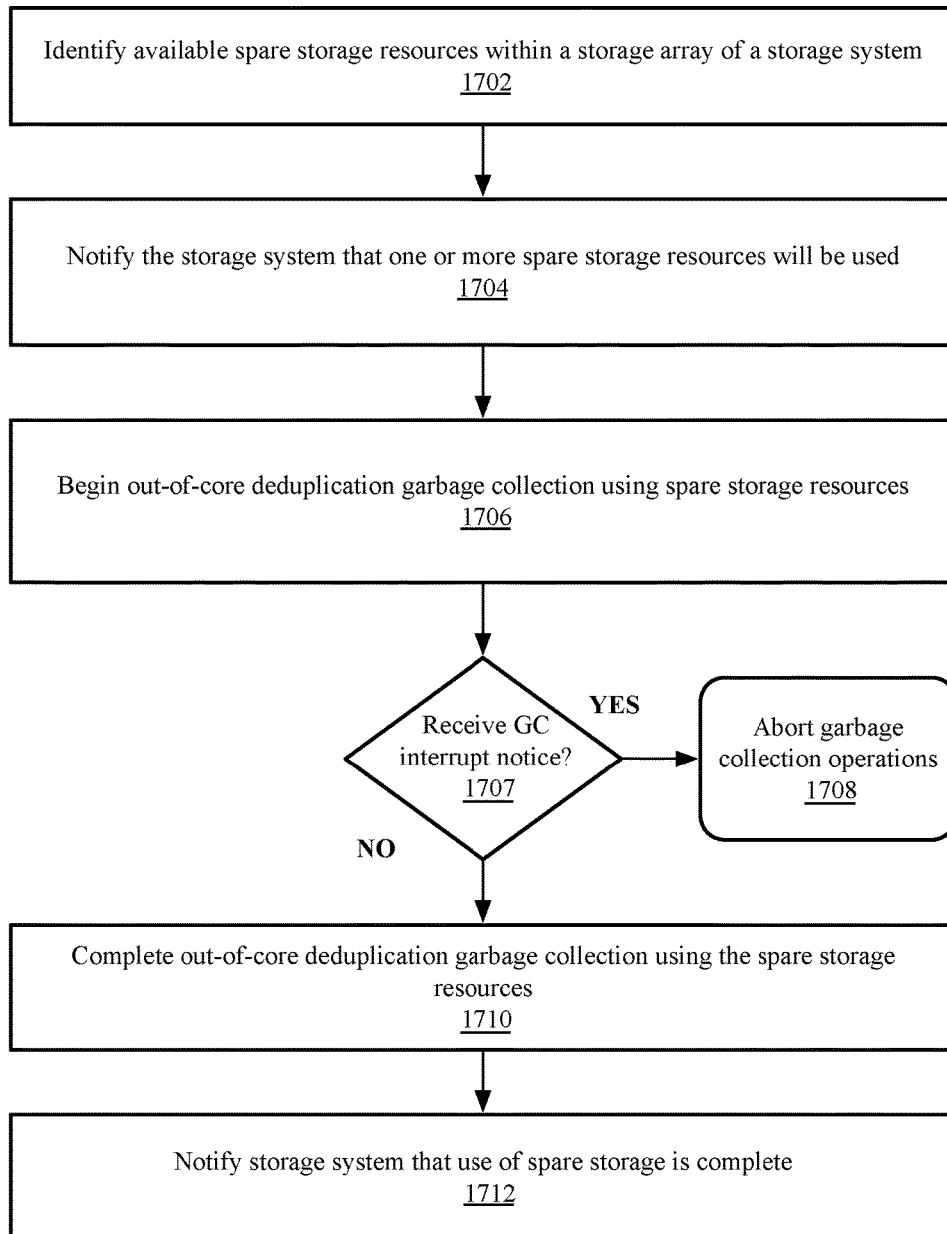 Identify available spare storage resources within a storage array of a storage system
1702
Notify the storage system that one or more spare storage resources will be used
1704
Begin out-of-core deduplication garbage collection using spare storage resources
1706
YES
Receive GC
interrupt notice?
1707
Abort garbage
collection operations
1708
NO
Complete out-of-core deduplication garbage collection using the spare storage
resources
1710
Notify storage system that use of spare storage is complete
1712